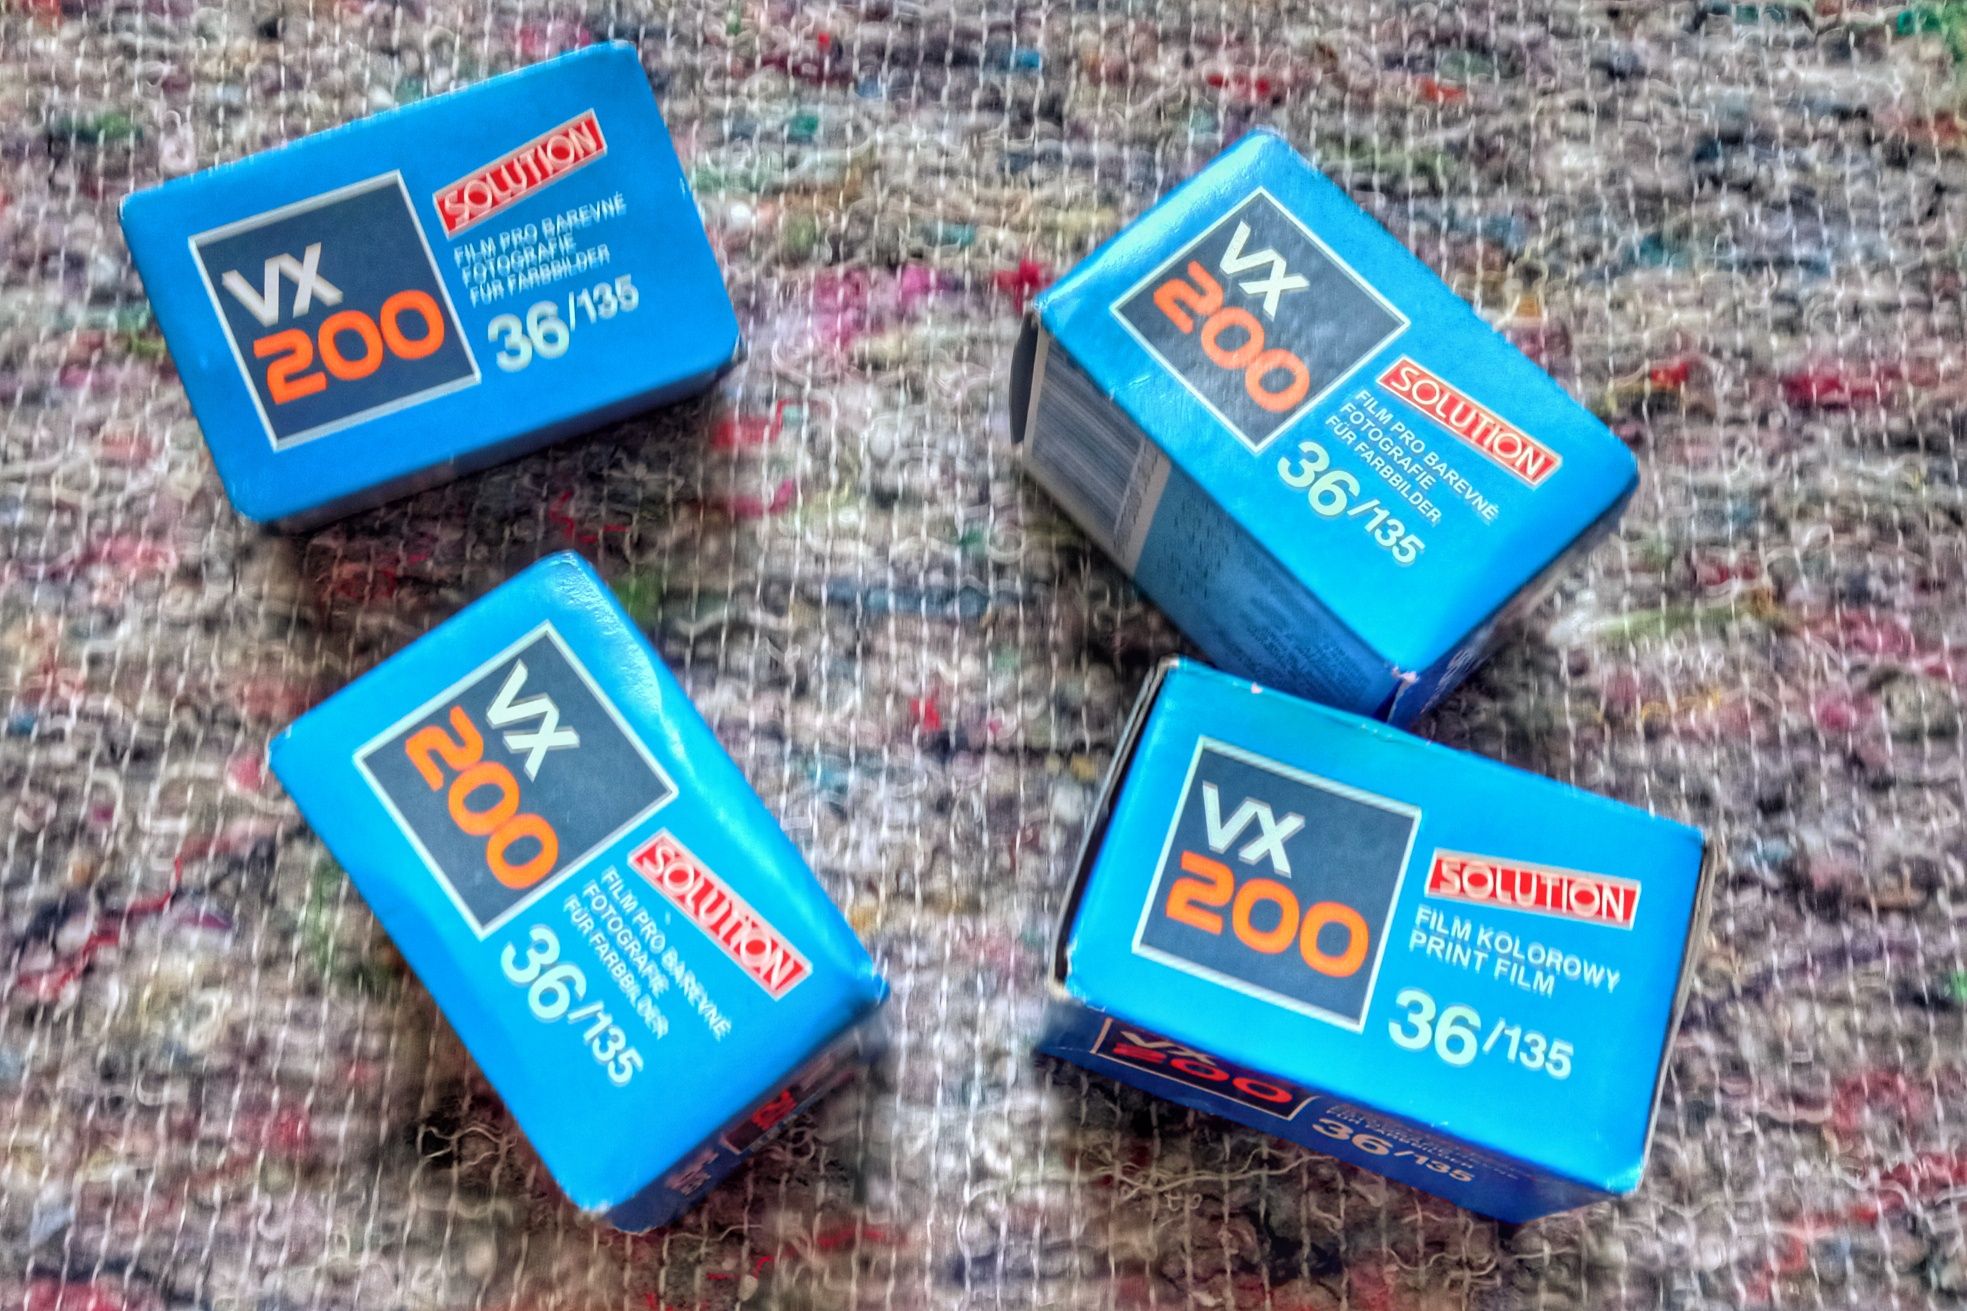 VX
200
SOLUTION
FILM PRO BAREVNÉ
FOTOGRAFIE
FÜR FARBBILDER
36/135
VX
200
SOLUTION
FILM PRO BAREVNÉ
FOTOGRAFIE
FÜR FARBBILDER
36/135
VX
200
SOLUTION
FILM PRO BAREVNÉ
FOTOGRAFIE
FÜR FARBBILDER
36/135
VX
200
SOLUTION
FILM KOLOROWY
PRINT FILM
36/135
VX
200
36/135